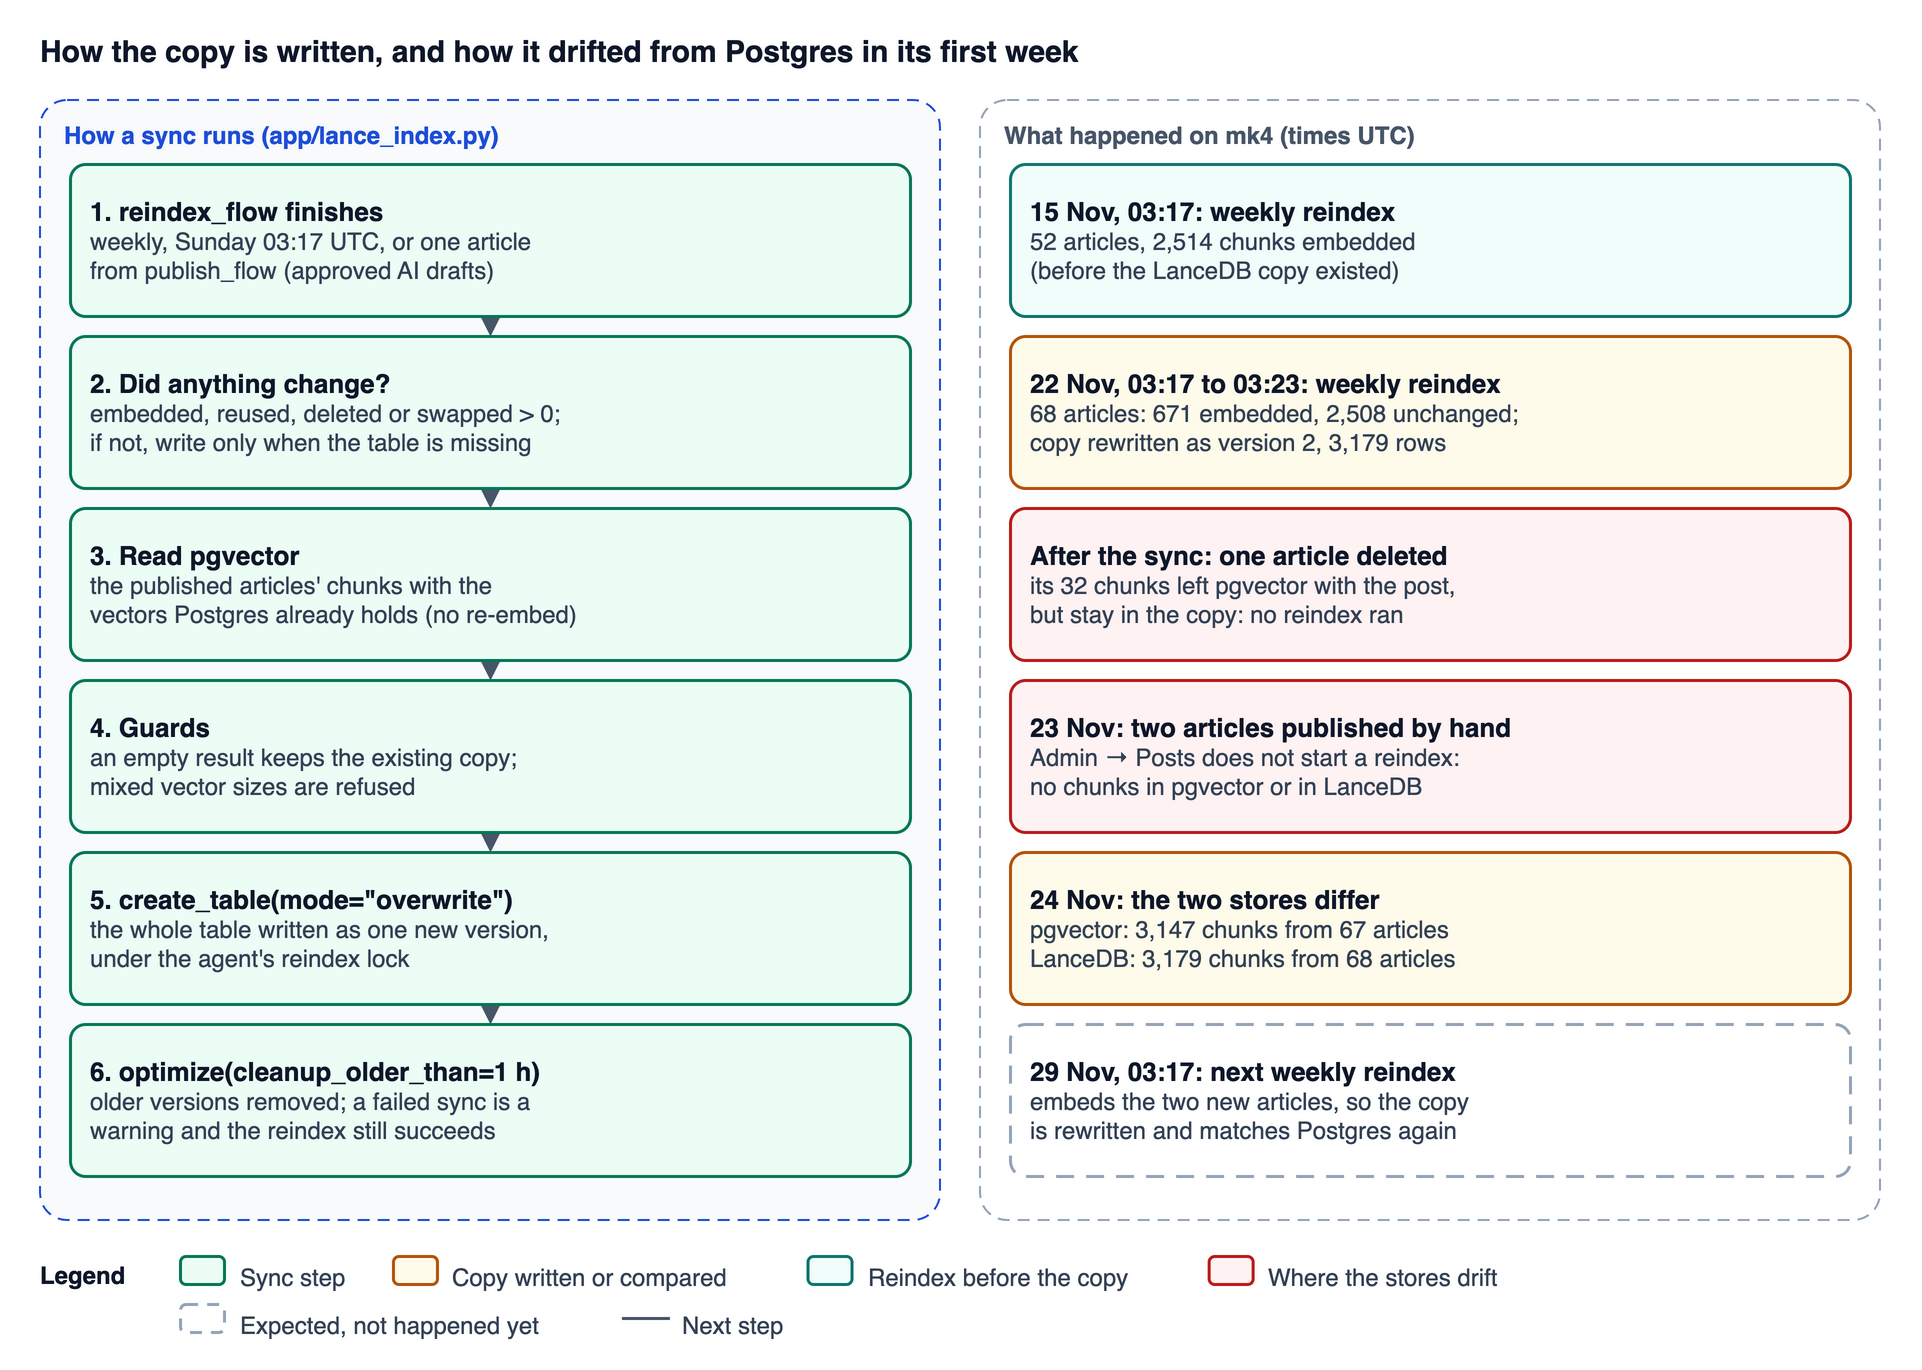 How the copy is written, and how it drifted from Postgres in its first week
How a sync runs (app/lance_index.py)
1. reindex_flow finishes
weekly, Sunday 03:17 UTC, or one article
from publish_flow (approved AI drafts)
2. Did anything change?
embedded, reused, deleted or swapped > 0;
if not, write only when the table is missing
3. Read pgvector
the published articles' chunks with the
vectors Postgres already holds (no re-embed)
4. Guards
an empty result keeps the existing copy;
mixed vector sizes are refused
5. create_table(mode="overwrite")
the whole table written as one new version,
under the agent's reindex lock
6. optimize(cleanup_older_than=1 h)
older versions removed; a failed sync is a
warning and the reindex still succeeds
What happened on mk4 (times UTC)
15 Nov, 03:17: weekly reindex
52 articles, 2,514 chunks embedded
(before the LanceDB copy existed)
22 Nov, 03:17 to 03:23: weekly reindex
68 articles: 671 embedded, 2,508 unchanged;
copy rewritten as version 2, 3,179 rows
After the sync: one article deleted
its 32 chunks left pgvector with the post,
but stay in the copy: no reindex ran
23 Nov: two articles published by hand
Admin → Posts does not start a reindex:
no chunks in pgvector or in LanceDB
24 Nov: the two stores differ
pgvector: 3,147 chunks from 67 articles
LanceDB: 3,179 chunks from 68 articles
29 Nov, 03:17: next weekly reindex
embeds the two new articles, so the copy
is rewritten and matches Postgres again
Legend
Sync step
Copy written or compared
Reindex before the copy
Where the stores drift
Expected, not happened yet
Next step